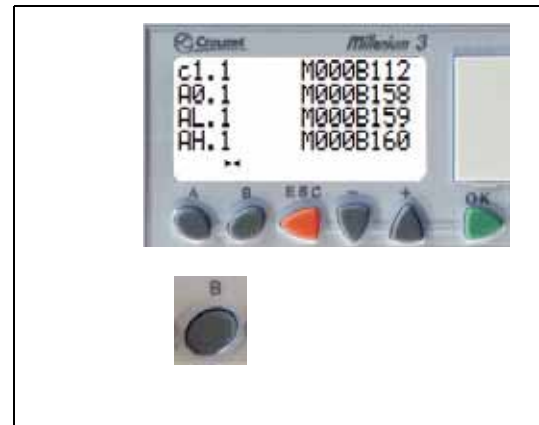 Crouzet Millenium 3
c1.1 M000B112
A0.1 M000B158
AL.1 M000B159
AH.1 M000B160
A B ESC - + OK
B